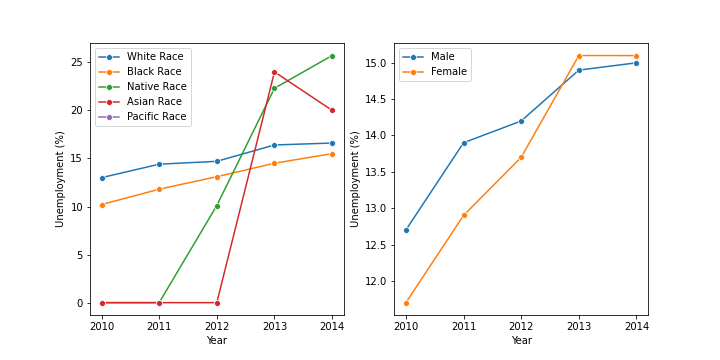 White Race
Black Race
Native Race
Asian Race
Pacific Race
Unemployment (%)
25
20
15
10
5
0
2010 2011 2012 2013 2014
Year
Male
Female
Unemployment (%)
15.0
14.5
14.0
13.5
13.0
12.5
12.0
2010 2011 2012 2013 2014
Year